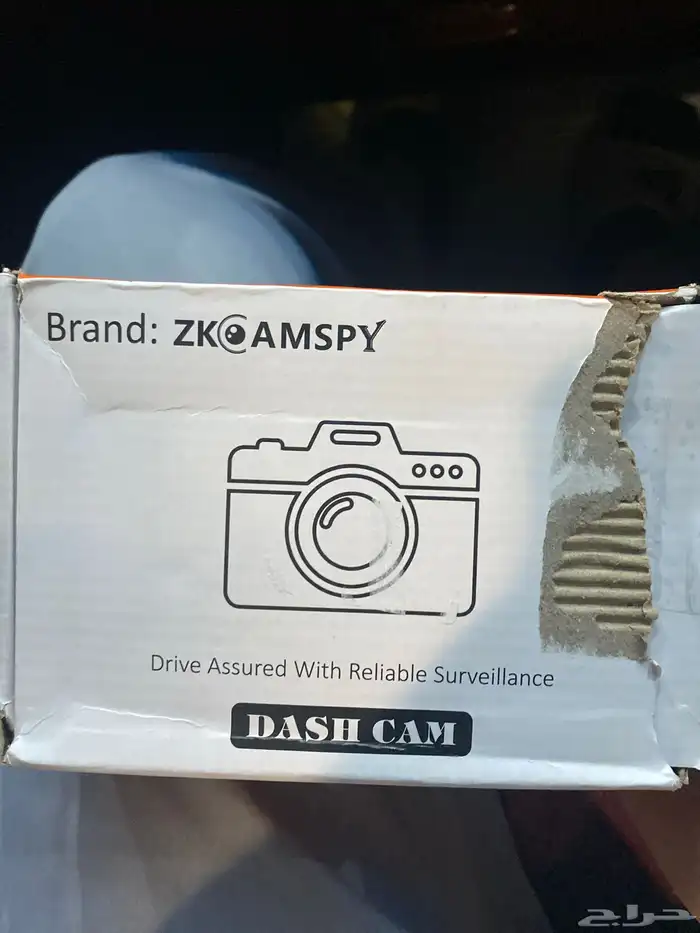 Brand: ZKCAMSPY
Drive Assured With Reliable Surveillance
DASH CAM
حراج